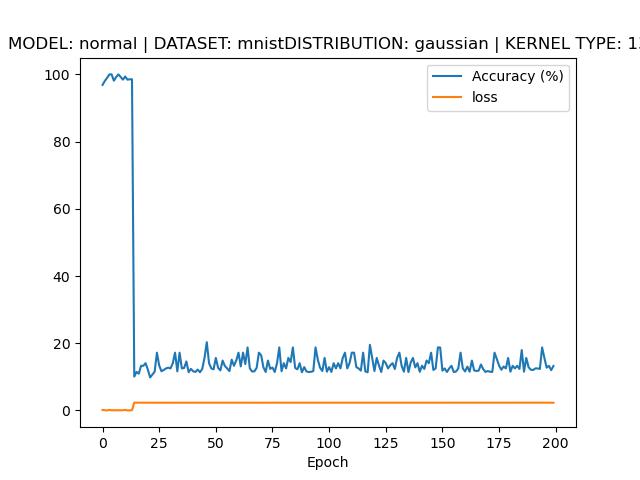 MODEL: normal | DATASET: mnistDISTRIBUTION: gaussian | KERNEL TYPE:
Accuracy (%)
loss
100
80
60
40
20
0
0 25 50 75 100 125 150 175 200
Epoch